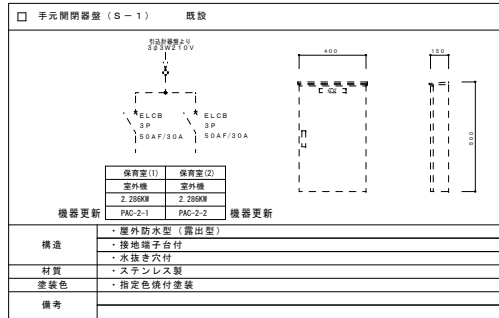 □ 手元開閉器盤（S－1） 既設
引込計器盤より
3φ3W210V
ELCB
3P
50AF/30A
ELCB
3P
50AF/30A
400
150
500
保育室(1) 保育室(2)
室外機 室外機
2.286KW 2.286KW
機器更新 PAC-2-1 PAC-2-2 機器更新
構造
・屋外防水型（露出型）
・接地端子台付
・水抜き穴付
材質 ・ステンレス製
塗装色 ・指定色焼付塗装
備考